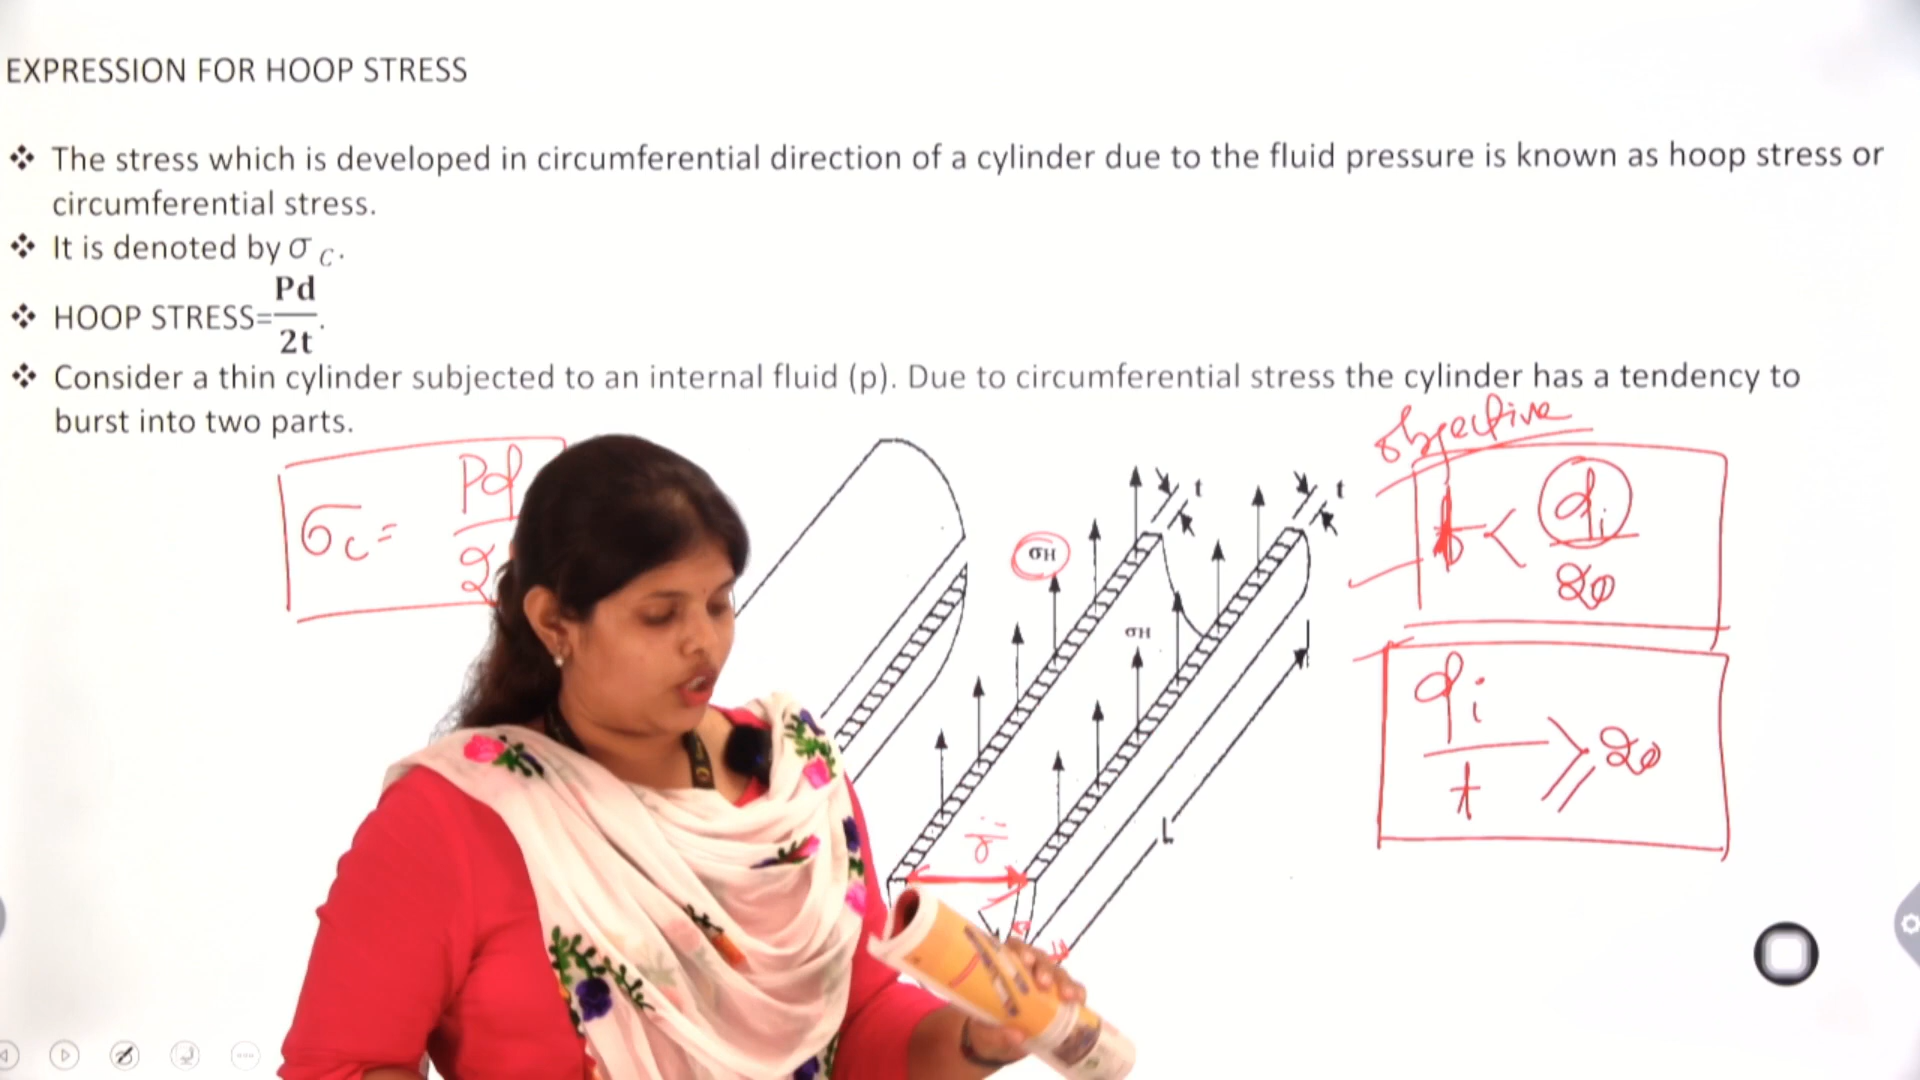 EXPRESSION FOR HOOP STRESS
❖ The stress which is developed in circumferential direction of a cylinder due to the fluid pressure is known as hoop stress or
circumferential stress.
❖ It is denoted by σ C.
❖ HOOP STRESS=Pd/2t.
❖ Consider a thin cylinder subjected to an internal fluid (p). Due to circumferential stress the cylinder has a tendency to
burst into two parts.
objective
σc = Pd
2
t
t
σH
σH
t < di/20
di/t ≥ 20
L